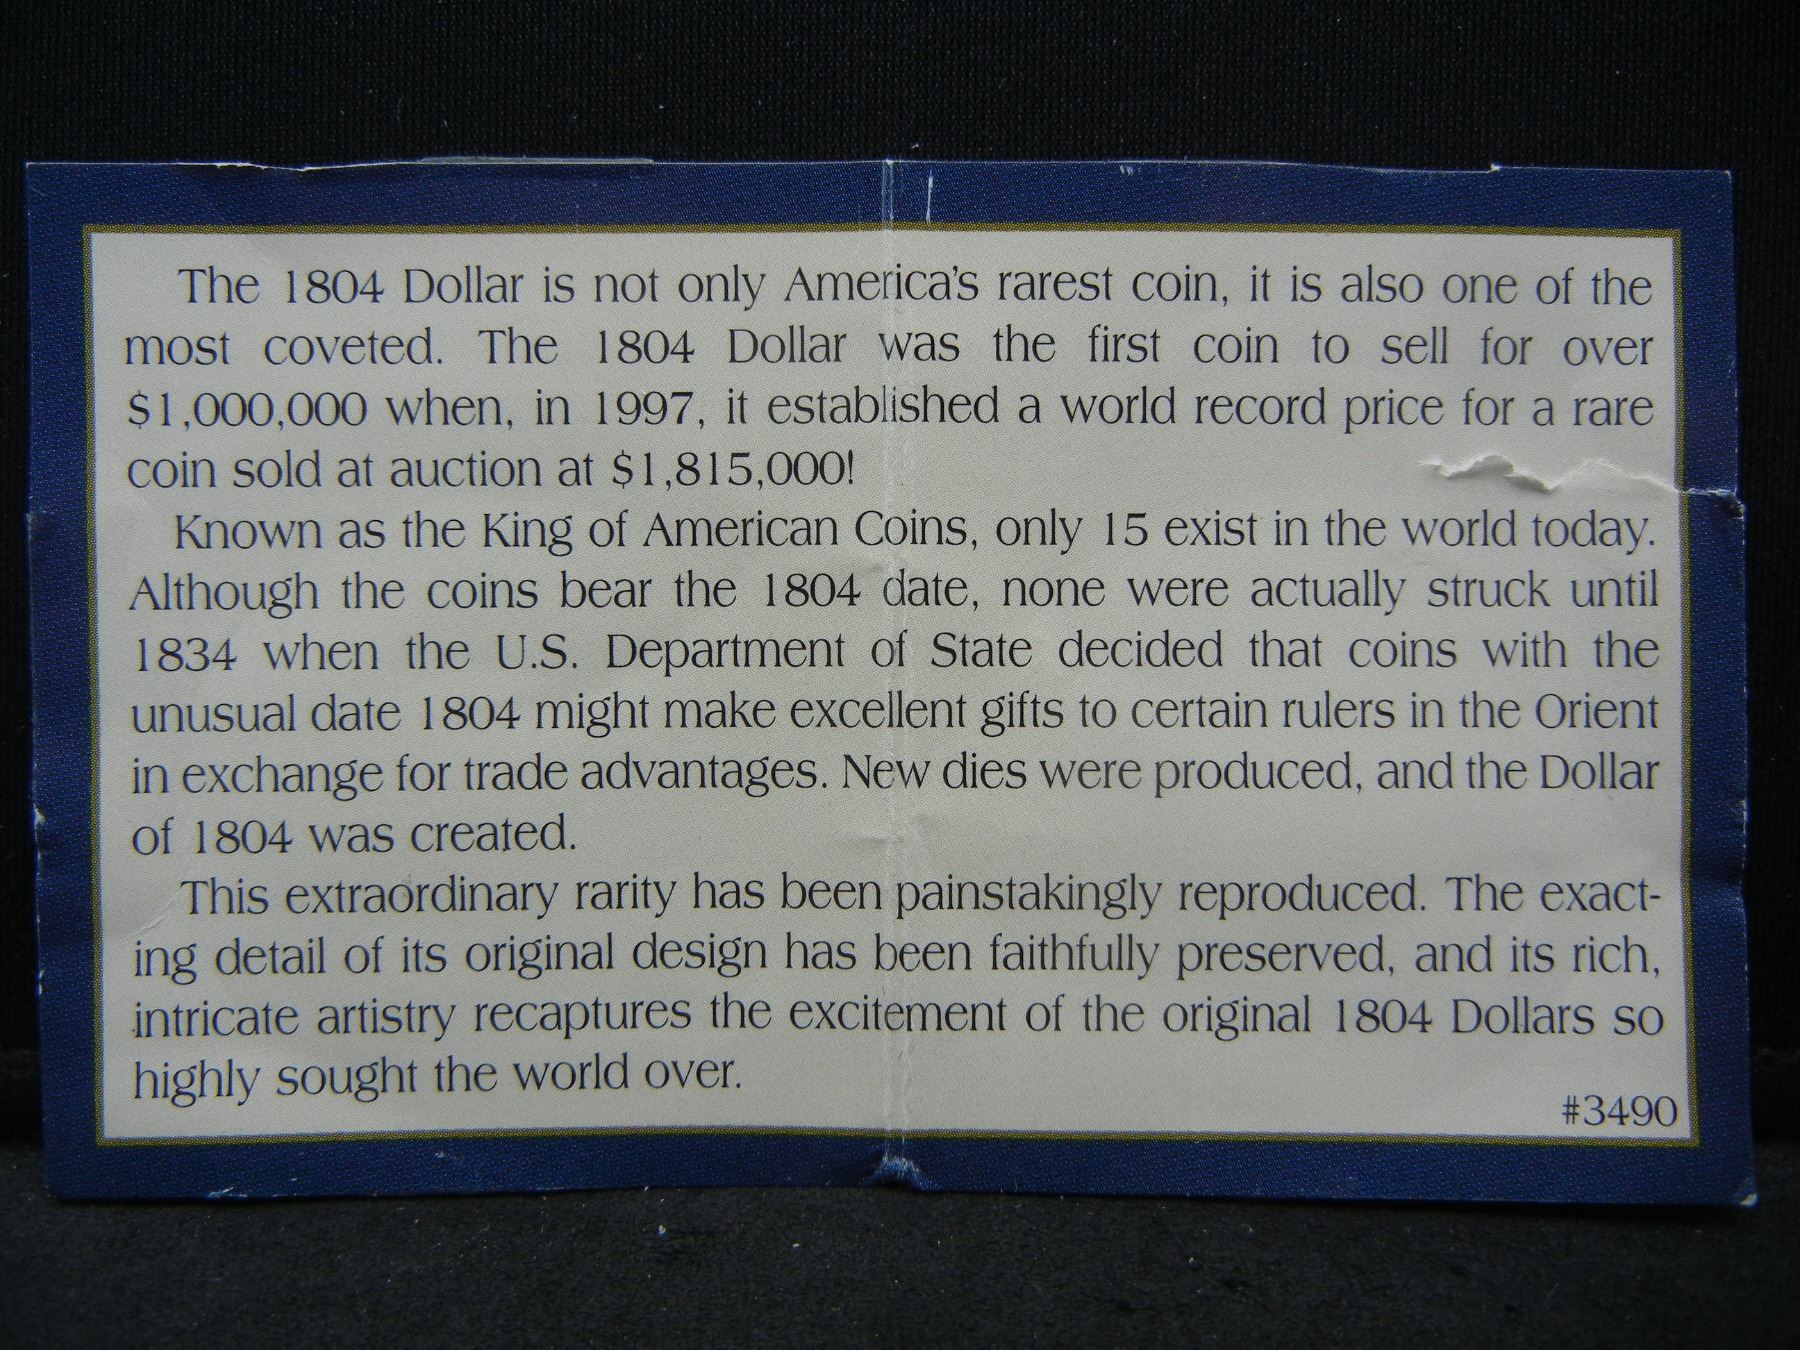 The 1804 Dollar is not only America's rarest coin, it is also one of the
most coveted. The 1804 Dollar was the first coin to sell for over
$1,000,000 when, in 1997, it established a world record price for a rare
coin sold at auction at $1,815,000!
Known as the King of American Coins, only 15 exist in the world today.
Although the coins bear the 1804 date, none were actually struck until
1834 when the U.S. Department of State decided that coins with the
unusual date 1804 might make excellent gifts to certain rulers in the Orient
in exchange for trade advantages. New dies were produced, and the Dollar
of 1804 was created.
This extraordinary rarity has been painstakingly reproduced. The exact-
ing detail of its original design has been faithfully preserved, and its rich,
intricate artistry recaptures the excitement of the original 1804 Dollars so
highly sought the world over.
#3490